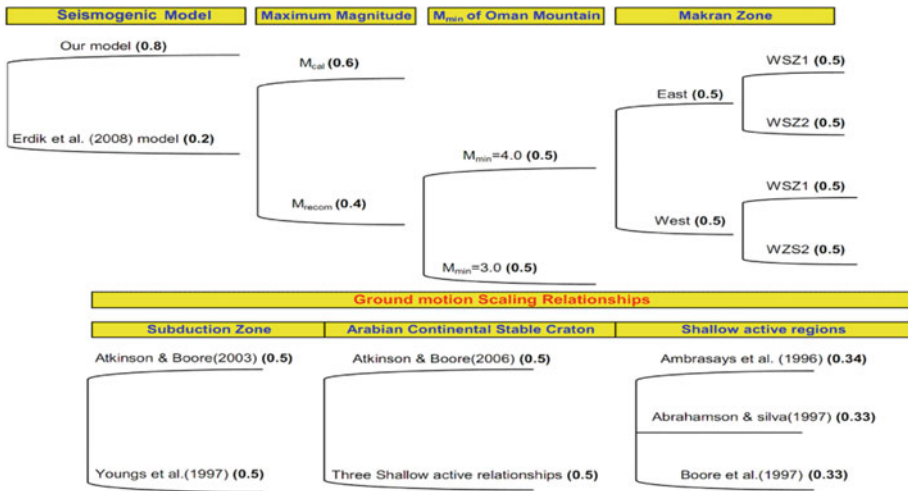 Seismogenic Model
Maximum Magnitude
Mmin of Oman Mountain
Makran Zone
Our model (0.8)
Erdik et al. (2008) model (0.2)
Mcal (0.6)
Mrecom (0.4)
Mmin=4.0 (0.5)
Mmin=3.0 (0.5)
East (0.5)
West (0.5)
WSZ1 (0.5)
WSZ2 (0.5)
WSZ1 (0.5)
WZS2 (0.5)
Ground motion Scaling Relationships
Subduction Zone
Arabian Continental Stable Craton
Shallow active regions
Atkinson & Boore(2003) (0.5)
Youngs et al.(1997) (0.5)
Atkinson & Boore(2006) (0.5)
Three Shallow active relationships (0.5)
Ambrasays et al. (1996) (0.34)
Abrahamson & silva(1997) (0.33)
Boore et al.(1997) (0.33)